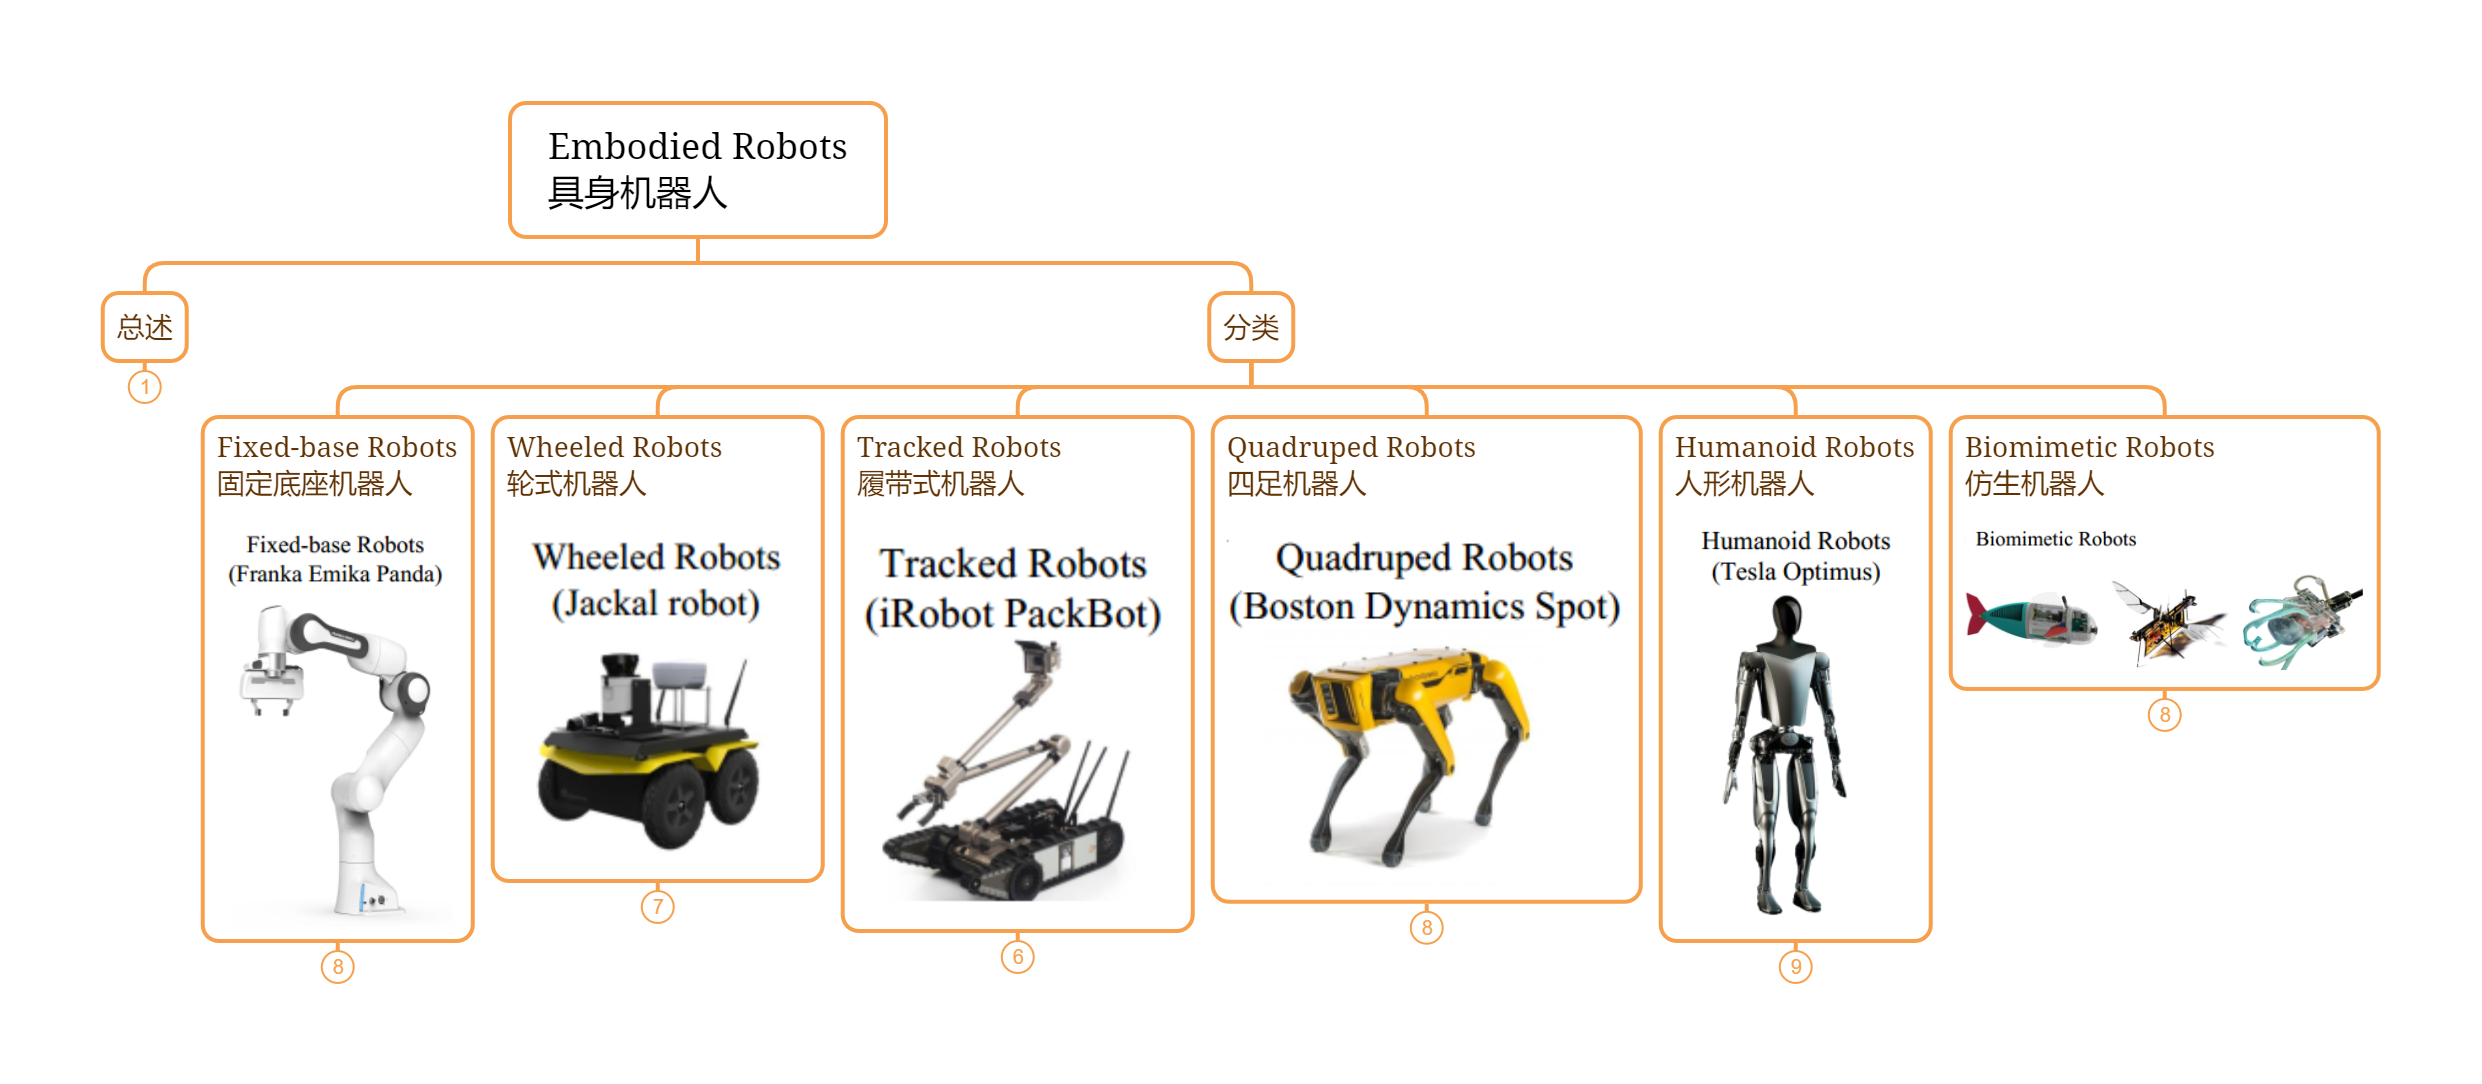 Embodied Robots
具身机器人
总述
1
分类
Fixed-base Robots
固定底座机器人
Fixed-base Robots
(Franka Emika Panda)
8
Wheeled Robots
轮式机器人
Wheeled Robots
(Jackal robot)
7
Tracked Robots
履带式机器人
Tracked Robots
(iRobot PackBot)
6
Quadruped Robots
四足机器人
Quadruped Robots
(Boston Dynamics Spot)
8
Humanoid Robots
人形机器人
Humanoid Robots
(Tesla Optimus)
9
Biomimetic Robots
仿生机器人
Biomimetic Robots
8